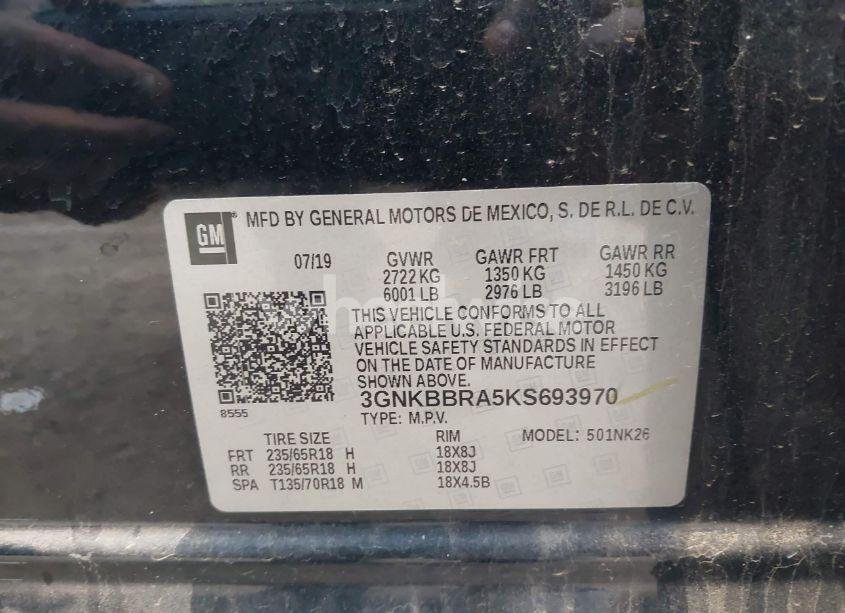 GM ® MFD BY GENERAL MOTORS DE MEXICO, S. DE R.L. DE C.V.
07/19 GVWR GAWR FRT GAWR RR
2722 KG 1350 KG 1450 KG
6001 LB 2976 LB 3196 LB
THIS VEHICLE CONFORMS TO ALL
APPLICABLE U.S. FEDERAL MOTOR
VEHICLE SAFETY STANDARDS IN EFFECT
ON THE DATE OF MANUFACTURE
SHOWN ABOVE.
8555
3GNKBBRA5KS693970
TYPE: M.P.V.
TIRE SIZE RIM MODEL: 501NK26
FRT 235/65R18 H 18X8J
RR 235/65R18 H 18X8J
SPA T135/70R18 M 18X4.5B